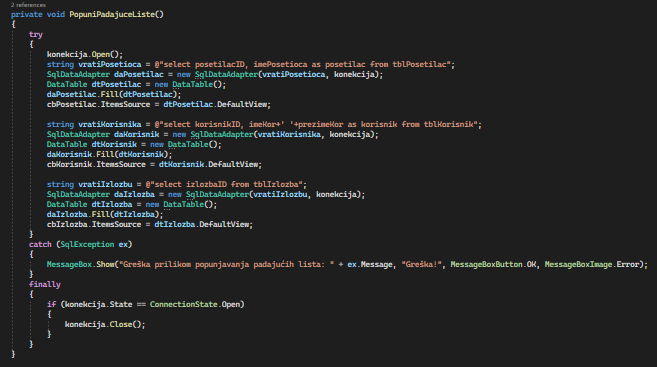 2 references
private void PopuniPadajuceListe()
{
try
{
konekcija.Open();
string vratiPosetioca = @"select posetilacID, imePosetioca as posetilac from tblPosetilac";
SqlDataAdapter daPosetilac = new SqlDataAdapter(vratiPosetioca, konekcija);
DataTable dtPosetilac = new DataTable();
daPosetilac.Fill(dtPosetilac);
cbPosetilac.ItemsSource = dtPosetilac.DefaultView;
string vratiKorisnika = @"select korisnikID, imeKor+' '+prezimeKor as korisnik from tblKorisnik";
SqlDataAdapter daKorisnik = new SqlDataAdapter(vratiKorisnika, konekcija);
DataTable dtKorisnik = new DataTable();
daKorisnik.Fill(dtKorisnik);
cbKorisnik.ItemsSource = dtKorisnik.DefaultView;
string vratiIzlozbu = @"select izlozbaID from tblIzlozba";
SqlDataAdapter daIzlozba = new SqlDataAdapter(vratiIzlozbu, konekcija);
DataTable dtIzlozba = new DataTable();
daIzlozba.Fill(dtIzlozba);
cbIzlozba.ItemsSource = dtIzlozba.DefaultView;
}
catch (SqlException ex)
{
MessageBox.Show("Greška prilikom popunjavanja padajućih lista: " + ex.Message, "Greška!", MessageBoxButton.OK, MessageBoxImage.Error);
}
finally
{
if (konekcija.State == ConnectionState.Open)
{
konekcija.Close();
}
}
}